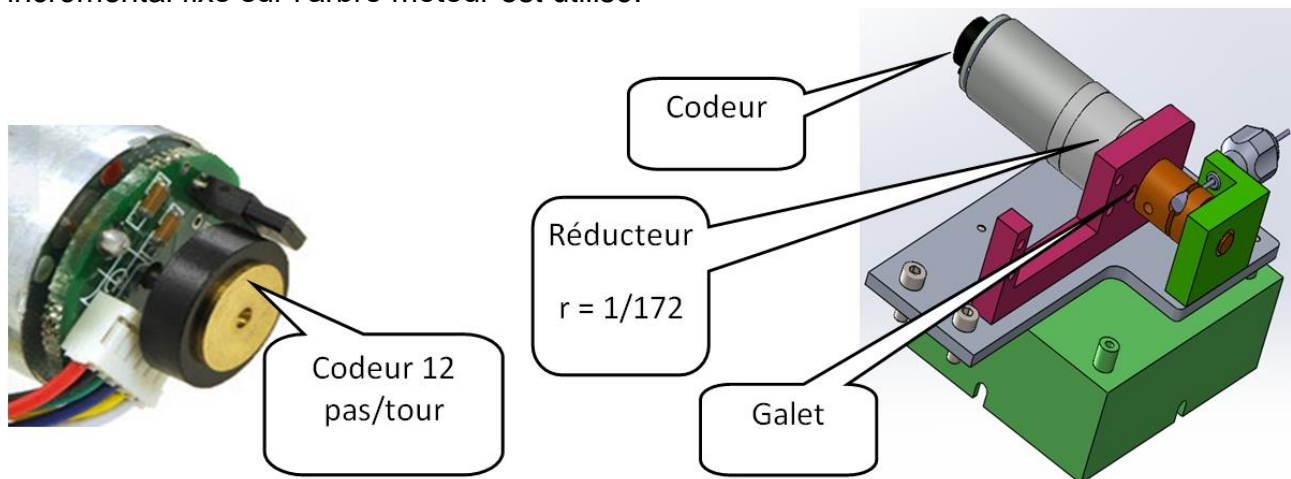 incrémental fixé sur l'arbre moteur est utilisé.
Codeur
Réducteur
r = 1/172
Codeur 12
pas/tour
Galet